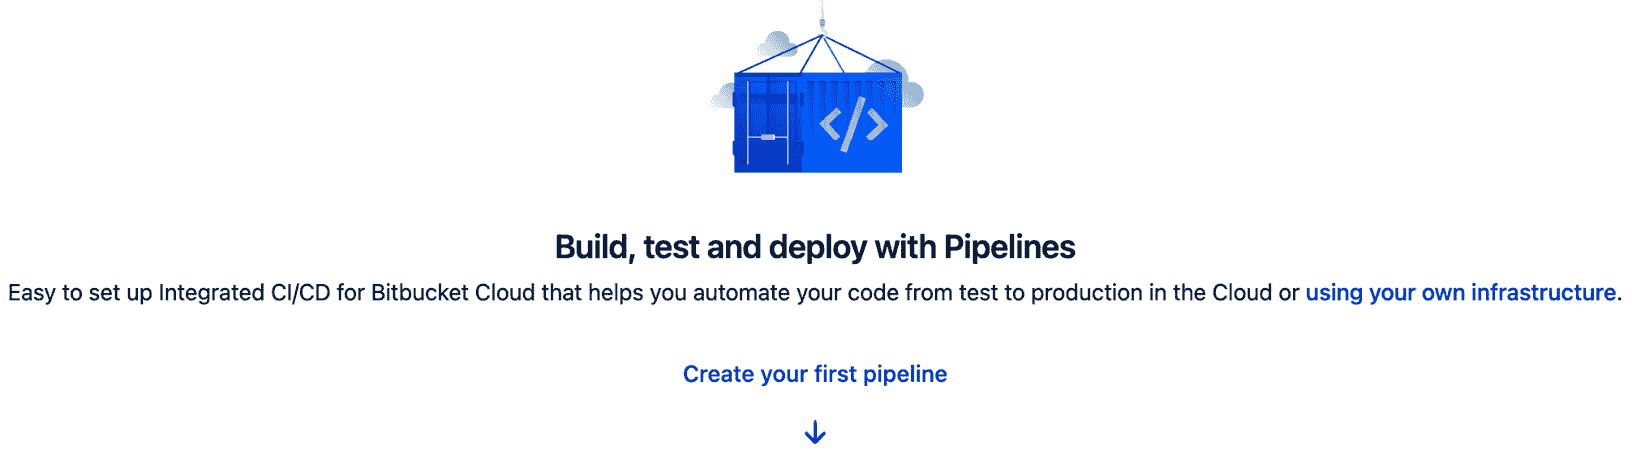 </>
Build, test and deploy with Pipelines
Easy to set up Integrated CI/CD for Bitbucket Cloud that helps you automate your code from test to production in the Cloud or using your own infrastructure.
Create your first pipeline